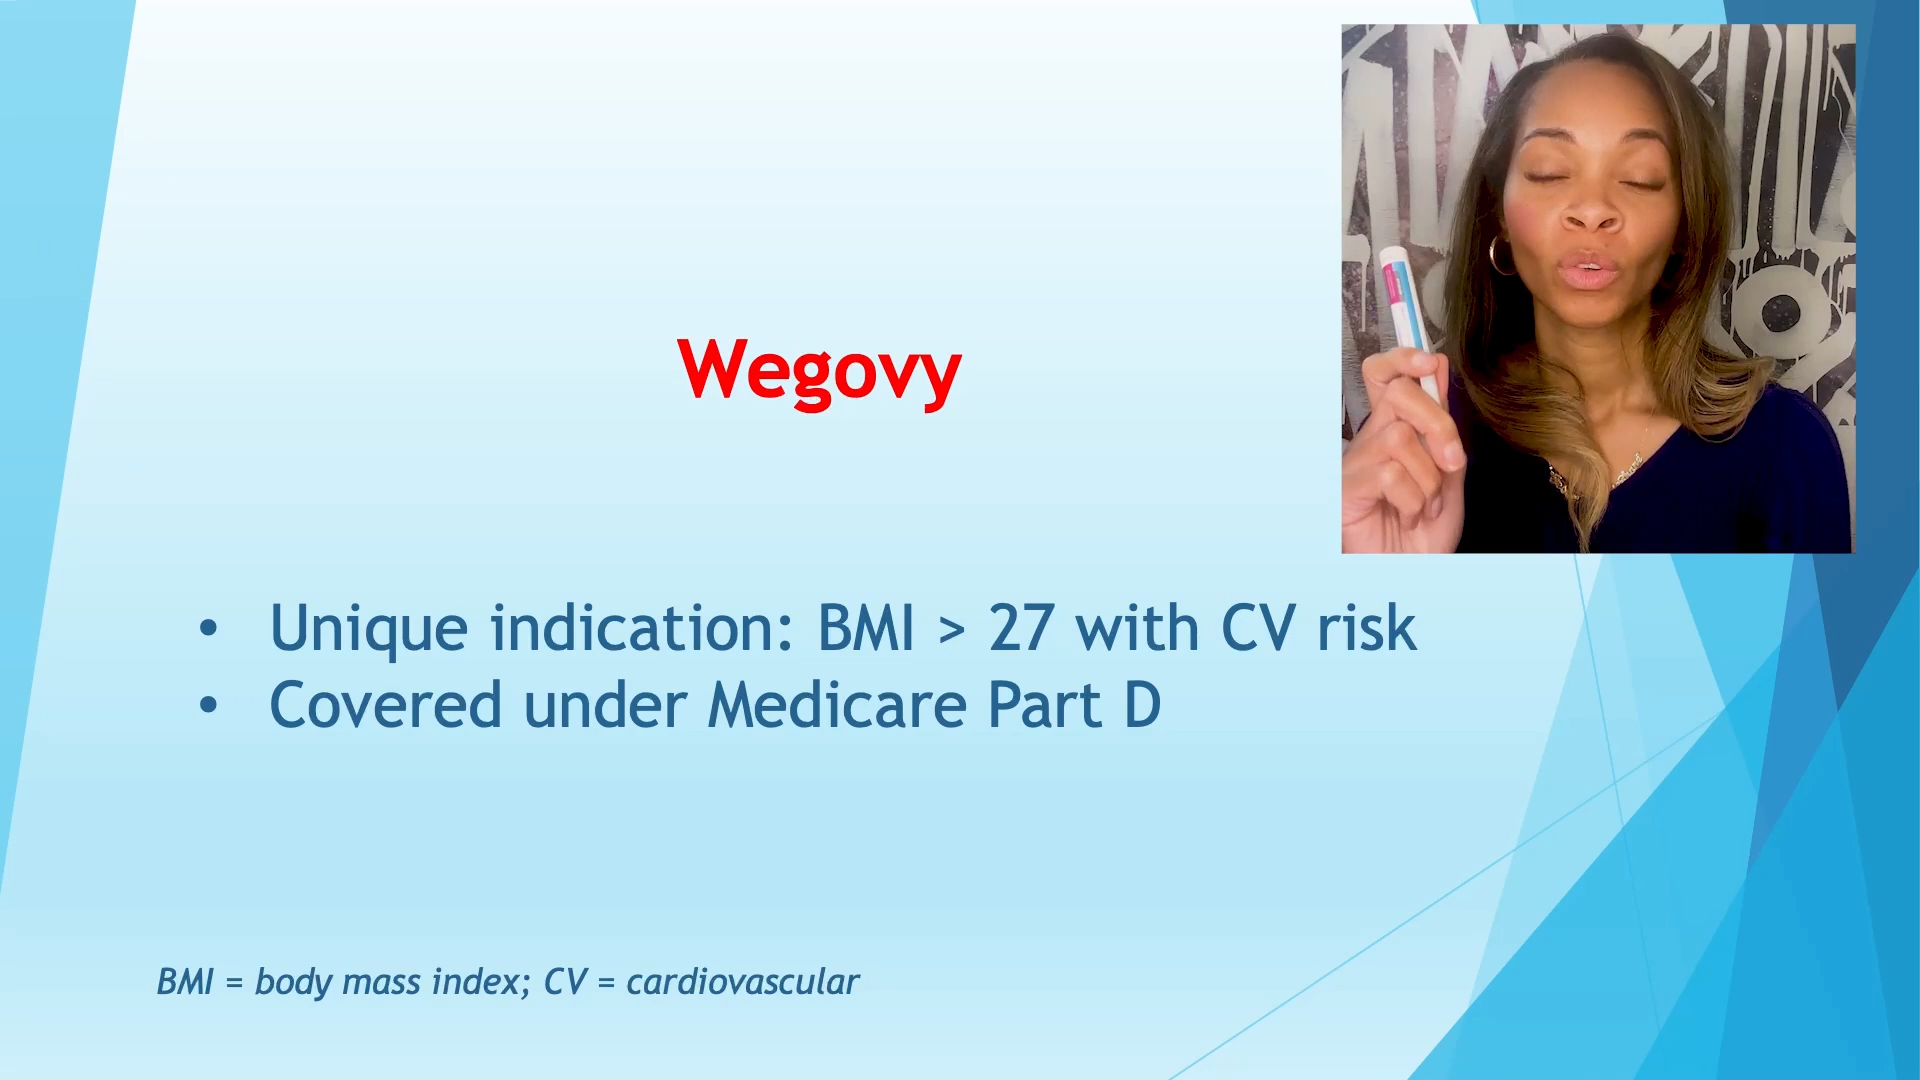 Wegovy
• Unique indication: BMI > 27 with CV risk
• Covered under Medicare Part D
BMI = body mass index; CV = cardiovascular